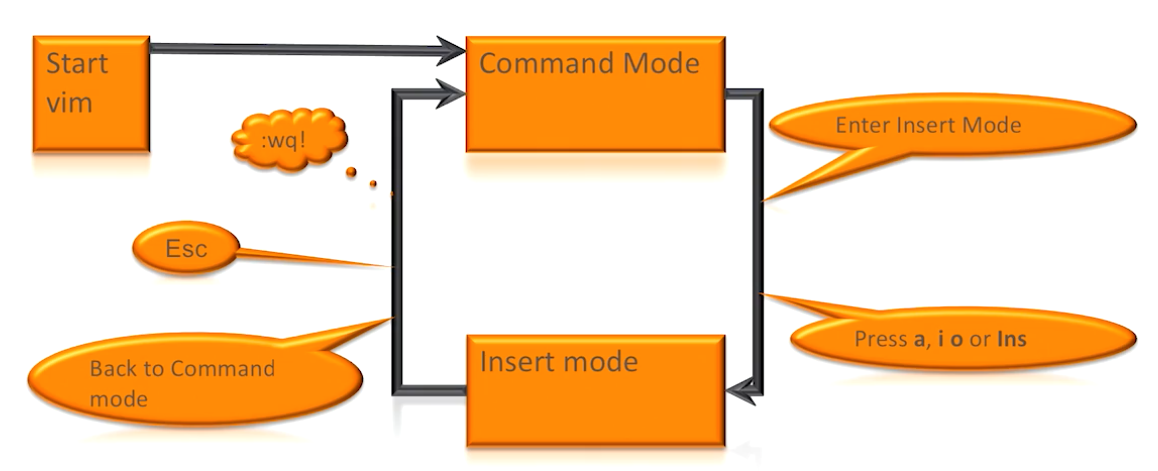 Start
vim
Command Mode
:wq!
Enter Insert Mode
Esc
Back to Command
mode
Insert mode
Press a, i o or Ins